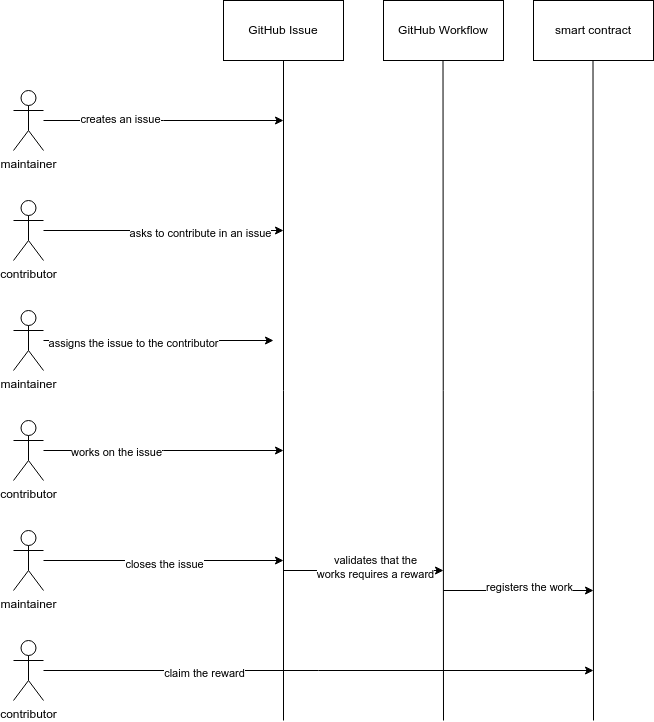 GitHub Issue
GitHub Workflow
smart contract
creates an issue
maintainer
asks to contribute in an issue
contributor
assigns the issue to the contributor
maintainer
works on the issue
contributor
closes the issue
validates that the
works requires a reward
registers the work
maintainer
claim the reward
contributor